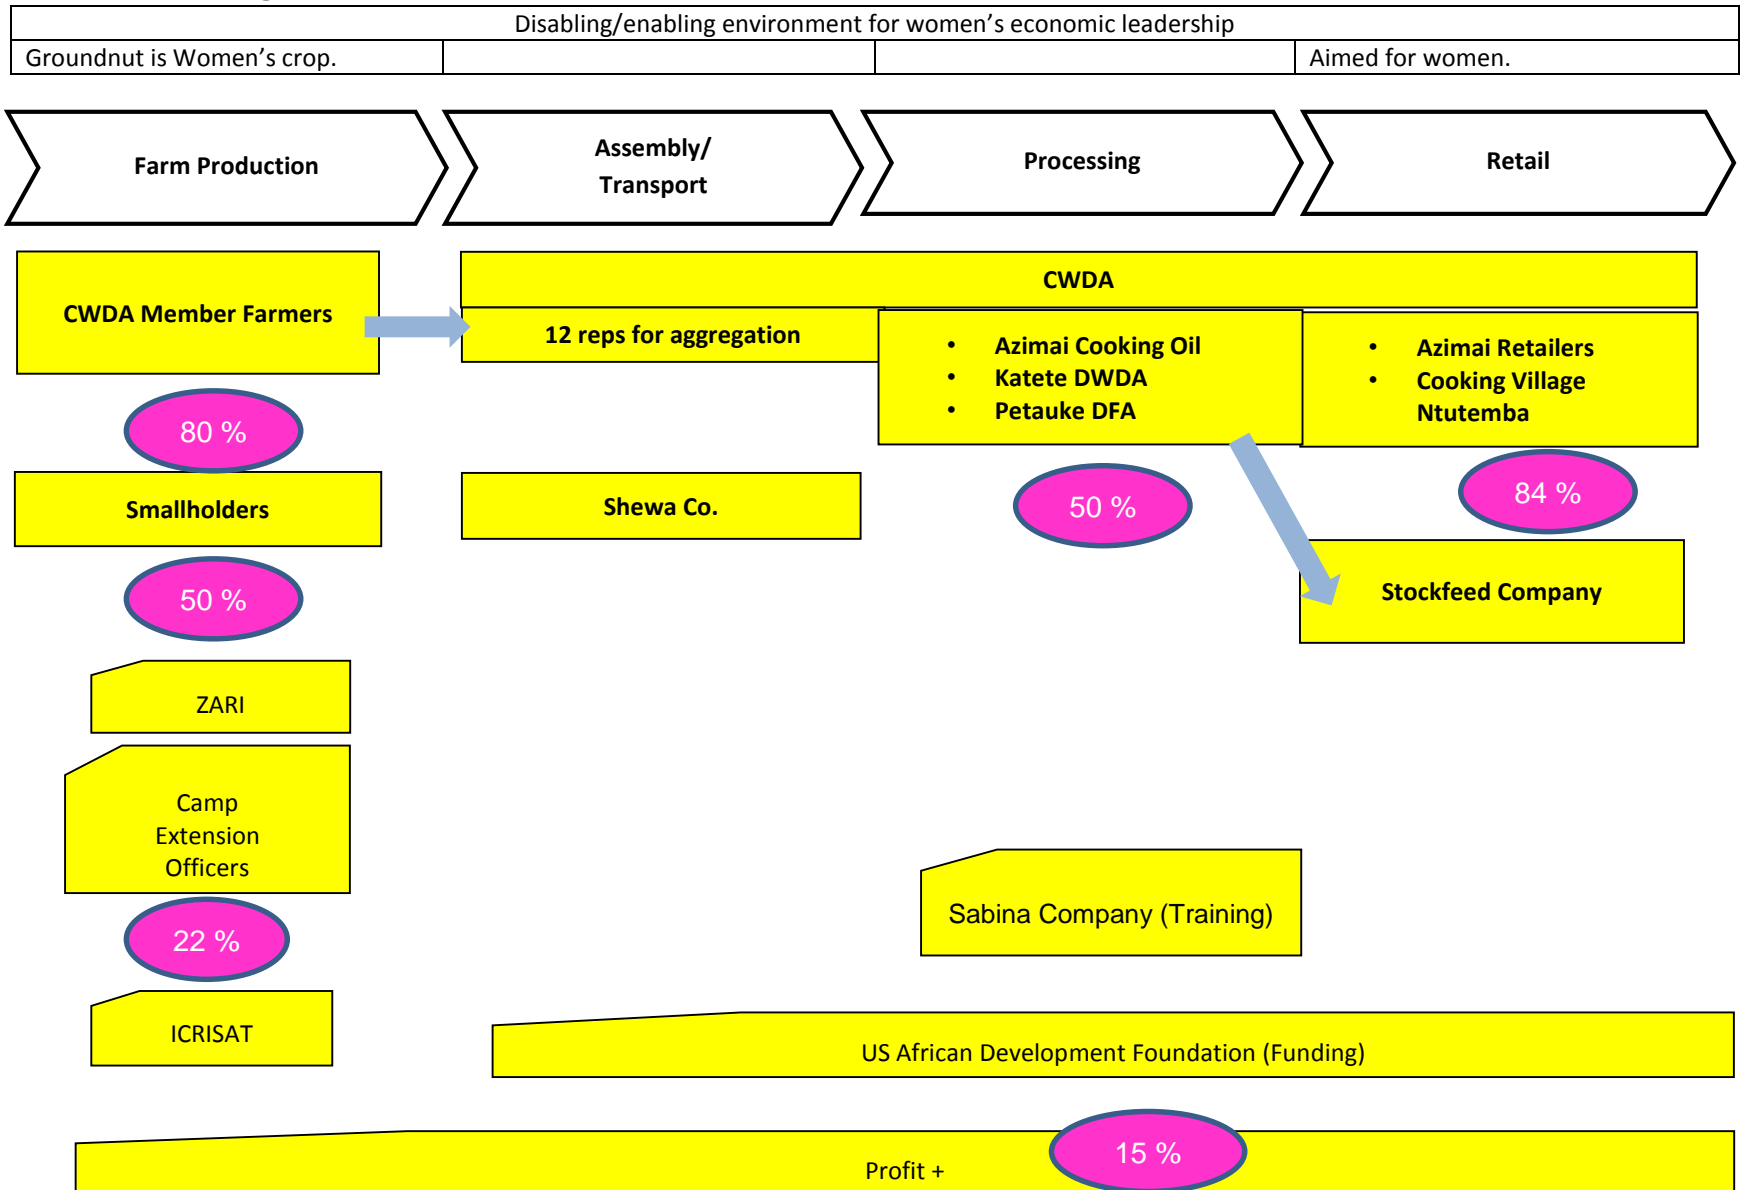 Disabling/enabling environment for women’s economic leadership
Groundnut is Women’s crop.
Aimed for women.
Farm Production
Assembly/
Transport
Processing
Retail
CWDA Member Farmers
CWDA
12 reps for aggregation
• Azimai Cooking Oil
• Katete DWDA
• Petauke DFA
• Azimai Retailers
• Cooking Village
Ntutemba
80 %
Smallholders
Shewa Co.
50 %
84 %
50 %
Stockfeed Company
ZARI
Camp
Extension
Officers
Sabina Company (Training)
22 %
ICRISAT
US African Development Foundation (Funding)
15 %
Profit +